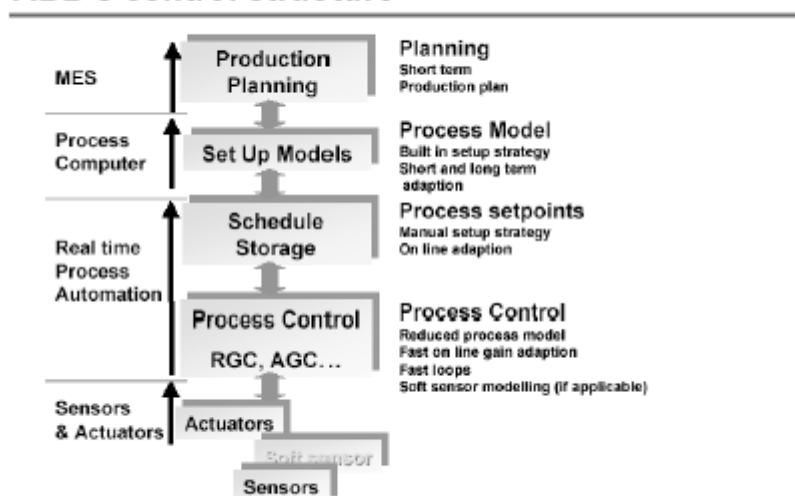 MES
Production
Planning
Planning
Short term
Production plan
Process
Computer
Set Up Models
Process Model
Built in setup strategy
Short and long term
adaption
Real time
Process
Automation
Schedule
Storage
Process setpoints
Manual setup strategy
On line adaption
Process Control
RGC, AGC...
Process Control
Reduced process model
Fast on line gain adaption
Fast loops
Soft sensor modelling (if applicable)
Sensors
& Actuators
Actuators
Soft sensor
Sensors